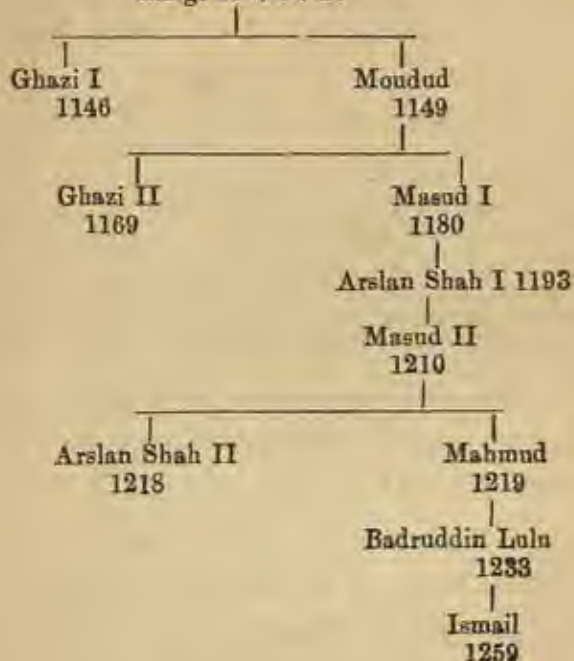 Ghazi I Moudud
1146 1149
Ghazi II Masud I
1169 1180
Arslan Shah I 1193
Masud II
1210
Arslan Shah II Mahmud
1218 1219
Badruddin Lulu
1233
Ismail
1259